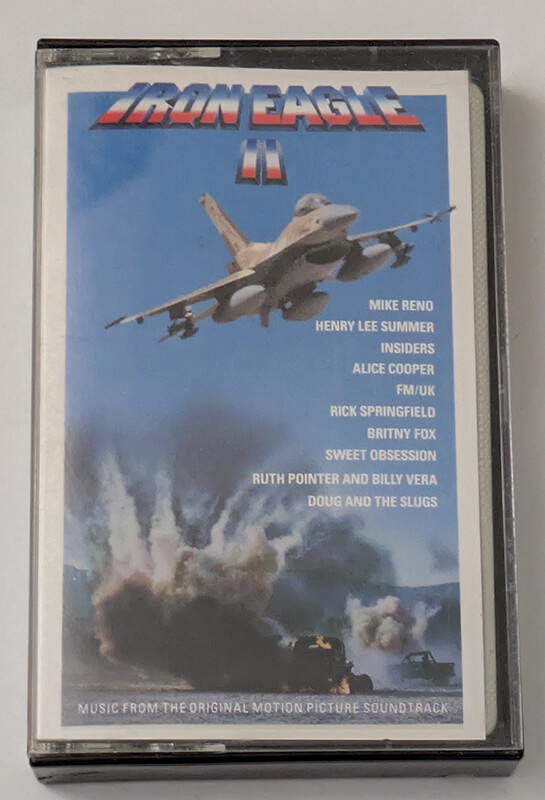 IRON EAGLE
II
MIKE RENO
HENRY LEE SUMMER
INSIDERS
ALICE COOPER
FM/UK
RICK SPRINGFIELD
BRITNY FOX
SWEET OBSESSION
RUTH POINTER AND BILLY VERA
DOUG AND THE SLUGS
MUSIC FROM THE ORIGINAL MOTION PICTURE SOUNDTRACK